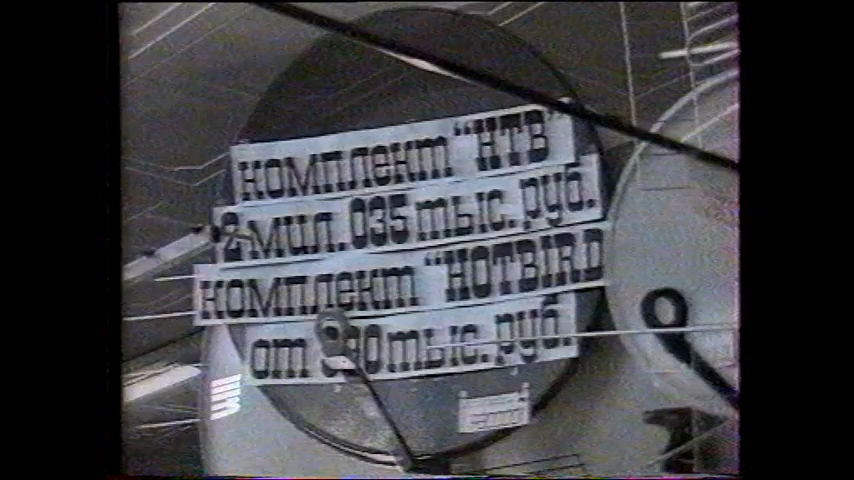 комплект "НТВ"
2 мил. 035 тыс. руб.
комплект "HOTBIRD
от тыс. руб.